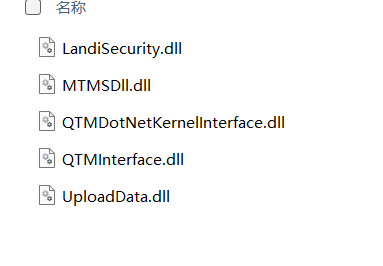 名称
LandiSecurity.dll
MTMSDll.dll
QTMDotNetKernelInterface.dll
QTMInterface.dll
UploadData.dll